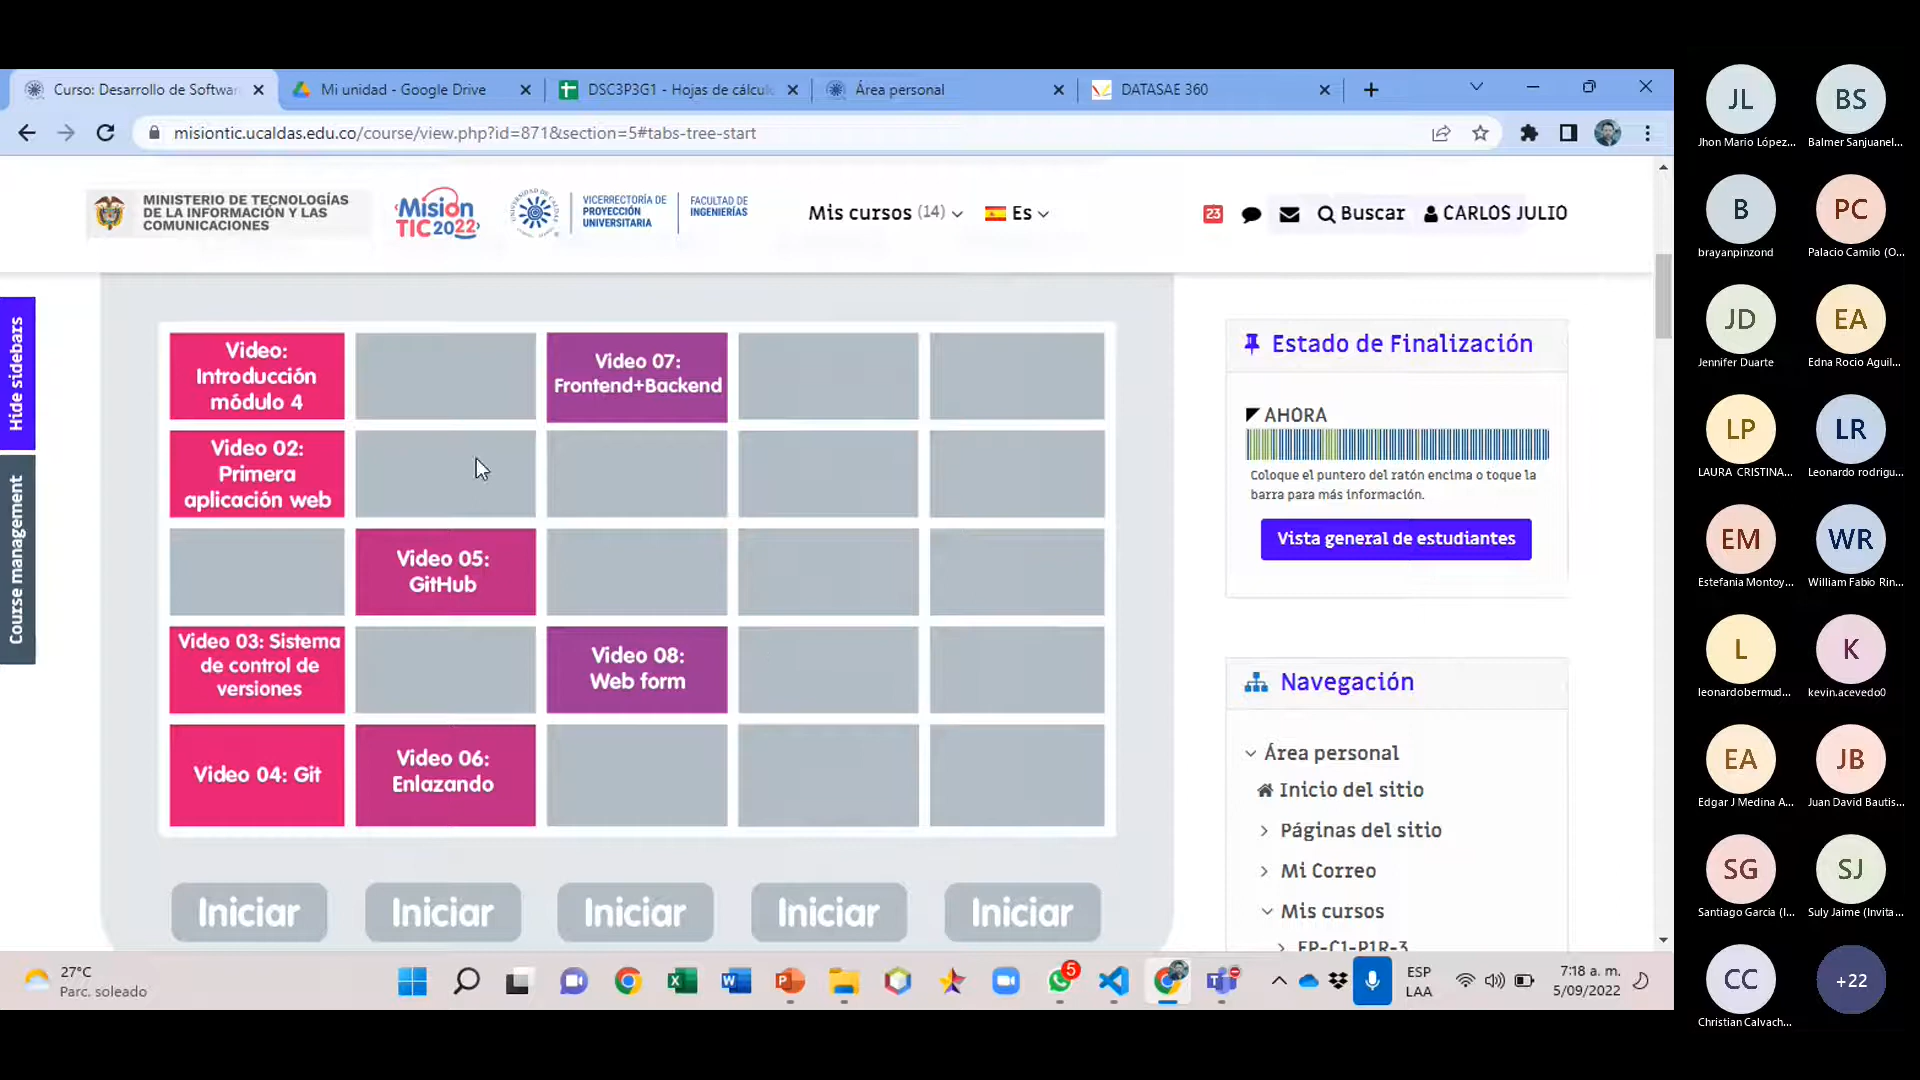 Curso: Desarrollo de Softwar
Mi unidad - Google Drive
DSC3P3G1 - Hojas de cálcul
Área personal
DATASAE 360
misiontic.ucaldas.edu.co/course/view.php?id=871&section=5#tabs-tree-start
MINISTERIO DE TECNOLOGÍAS
DE LA INFORMACIÓN Y LAS
COMUNICACIONES
Misión
TIC2022
VICERRECTORÍA DE
PROYECCIÓN
UNIVERSITARIA
FACULTAD DE
INGENIERÍAS
Mis cursos (14)
Es
23
Buscar
CARLOS JULIO
Hide sidebars
Course management
Video:
Introducción
módulo 4
Video 07:
Frontend+Backend
Video 02:
Primera
aplicación web
Video 05:
GitHub
Video 03: Sistema
de control de
versiones
Video 08:
Web form
Video 04: Git
Video 06:
Enlazando
Iniciar
Iniciar
Iniciar
Iniciar
Iniciar
Estado de Finalización
AHORA
Coloque el puntero del ratón encima o toque la
barra para más información.
Vista general de estudiantes
Navegación
Área personal
Inicio del sitio
Páginas del sitio
Mi Correo
Mis cursos
FP-C1-P1R-3
27°C
Parc. soleado
5
ESP
LAA
7:18 a. m.
5/09/2022
JL
Jhon Mario López...
BS
Balmer Sanjuanel...
B
brayanpinzond
PC
Palacio Camilo (O...
JD
Jennifer Duarte
EA
Edna Rocio Aguil...
LP
LAURA CRISTINA...
LR
Leonardo rodrigu...
EM
Estefanía Montoy...
WR
William Fabio Rin...
L
leonardobermud...
K
kevin.acevedo0
EA
Edgar J Medina A...
JB
Juan David Bautis...
SG
Santiago Garcia (I...
SJ
Suly Jaime (Invita...
CC
Christian Calvach...
+22